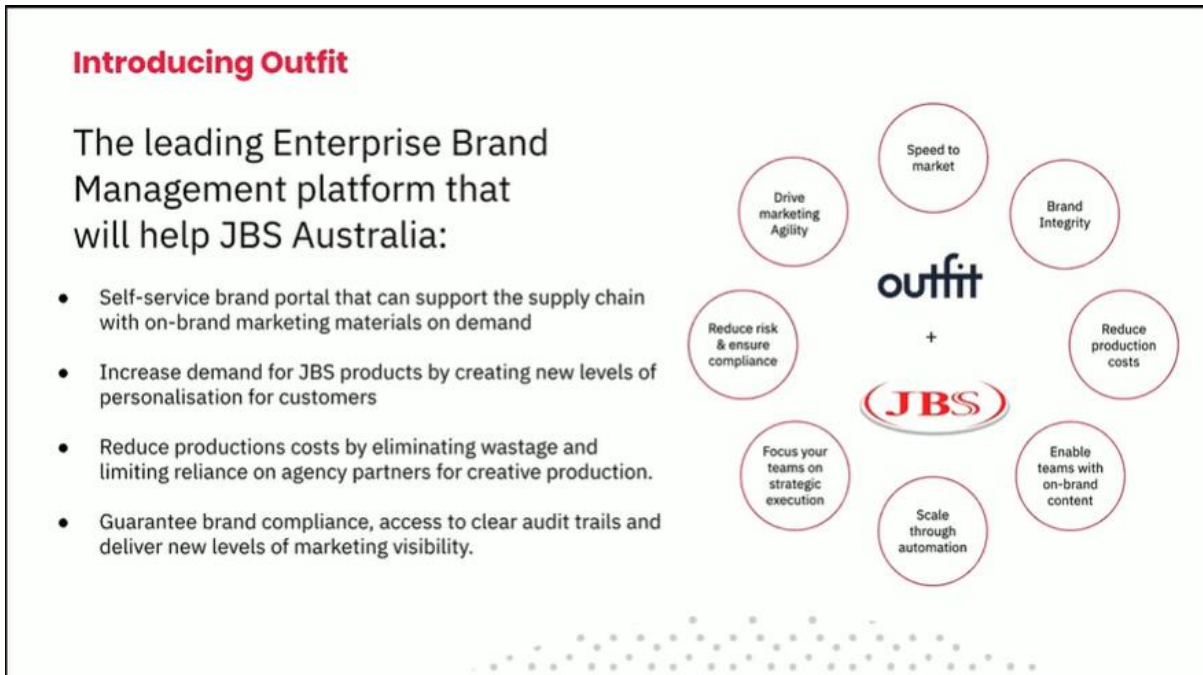 Introducing Outfit
The leading Enterprise Brand
Management platform that
will help JBS Australia:
● Self-service brand portal that can support the supply chain
with on-brand marketing materials on demand
● Increase demand for JBS products by creating new levels of
personalisation for customers
● Reduce productions costs by eliminating wastage and
limiting reliance on agency partners for creative production.
● Guarantee brand compliance, access to clear audit trails and
deliver new levels of marketing visibility.
Speed to
market
Brand
Integrity
Reduce
production
costs
Enable
teams with
on-brand
content
Scale
through
automation
Focus your
teams on
strategic
execution
Reduce risk
& ensure
compliance
Drive
marketing
Agility
outfit
+
JBS